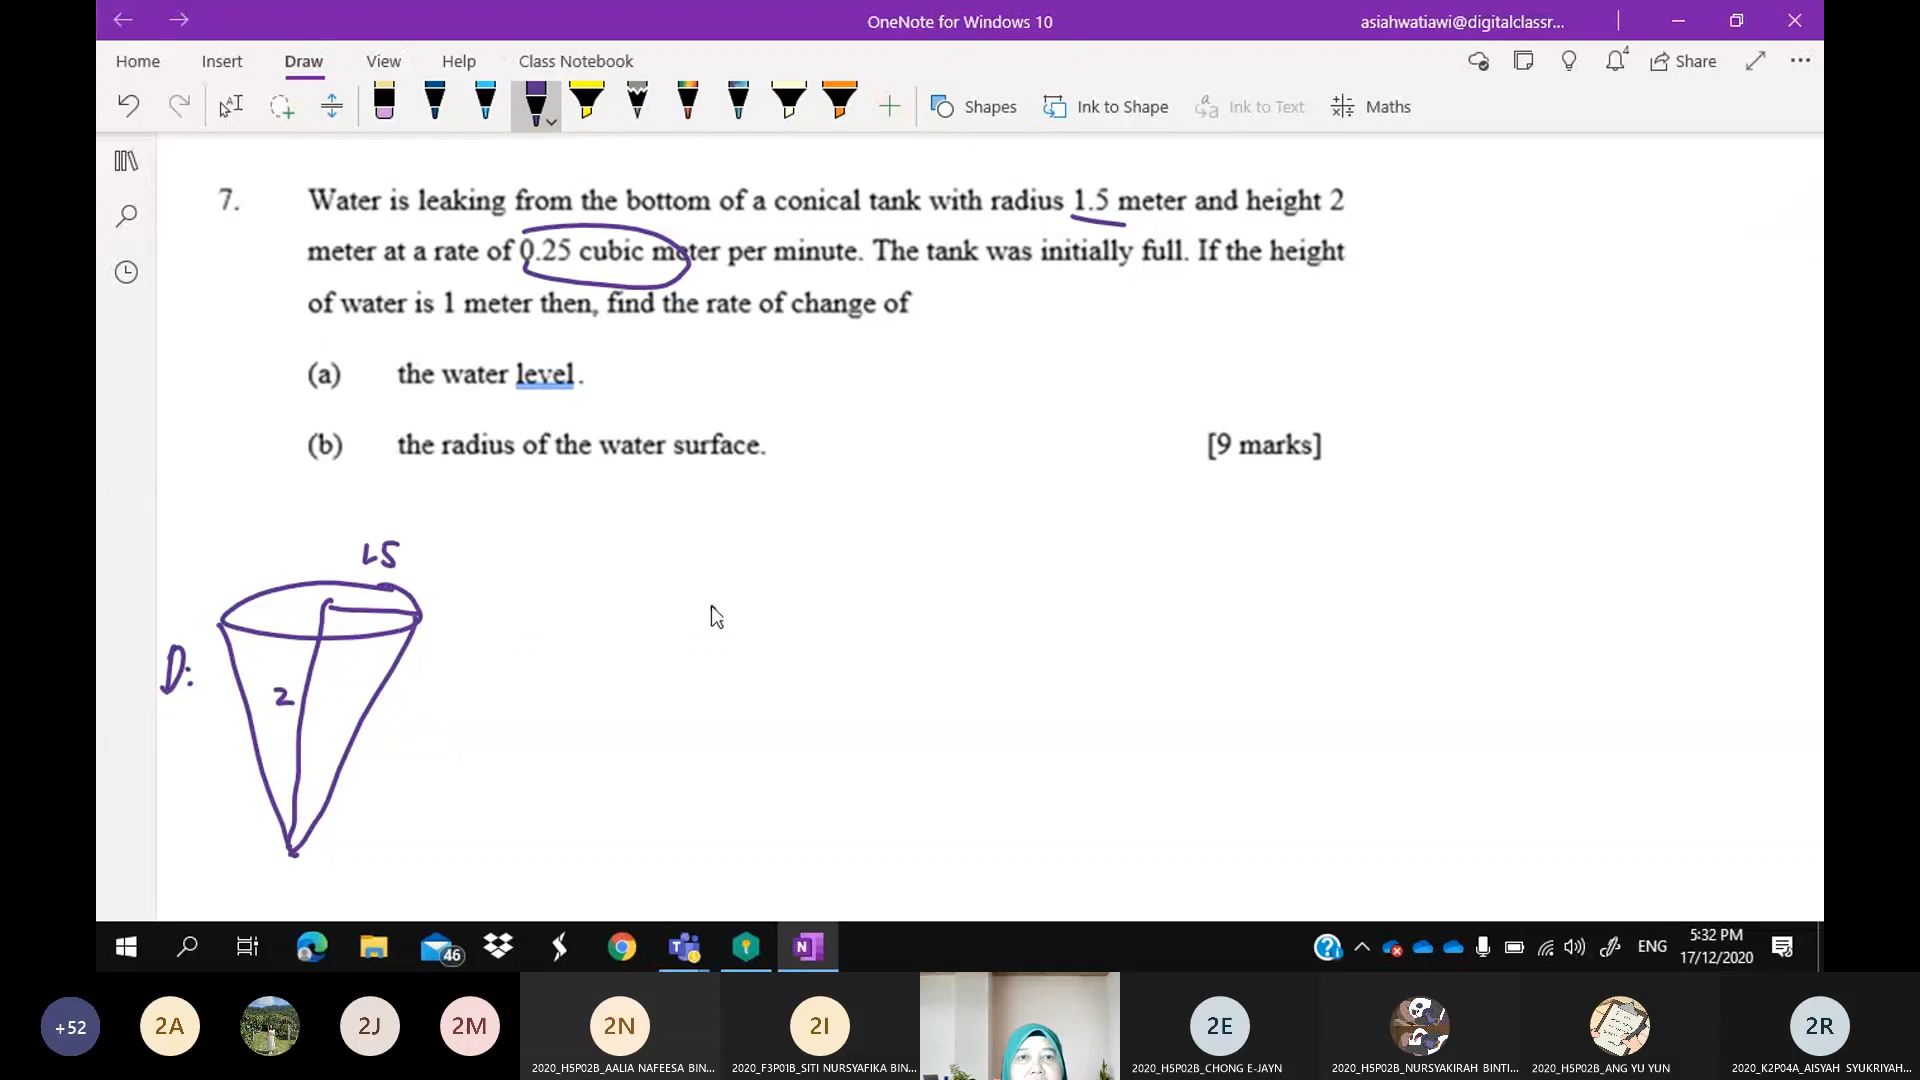 OneNote for Windows 10
asiahwatiawi@digitalclassr...
Home Insert Draw View Help Class Notebook
4
Share
Shapes Ink to Shape Ink to Text Maths
7. Water is leaking from the bottom of a conical tank with radius 1.5 meter and height 2
meter at a rate of 0.25 cubic meter per minute. The tank was initially full. If the height
of water is 1 meter then, find the rate of change of
(a) the water level.
(b) the radius of the water surface. [9 marks]
1.5
D:
2
46
ENG
5:32 PM
17/12/2020
+52 2A 2J 2M 2N 2I 2E 2R
2020_H5P02B_AALIA NAFEESA BIN...
2020_F3P01B_SITI NURSYAFIKA BIN...
2020_H5P02B_CHONG E-JAYN
2020_H5P02B_NURSYAKIRAH BINTI...
2020_H5P02B_ANG YU YUN
2020_K2P04A_AISYAH SYUKRIYAH...